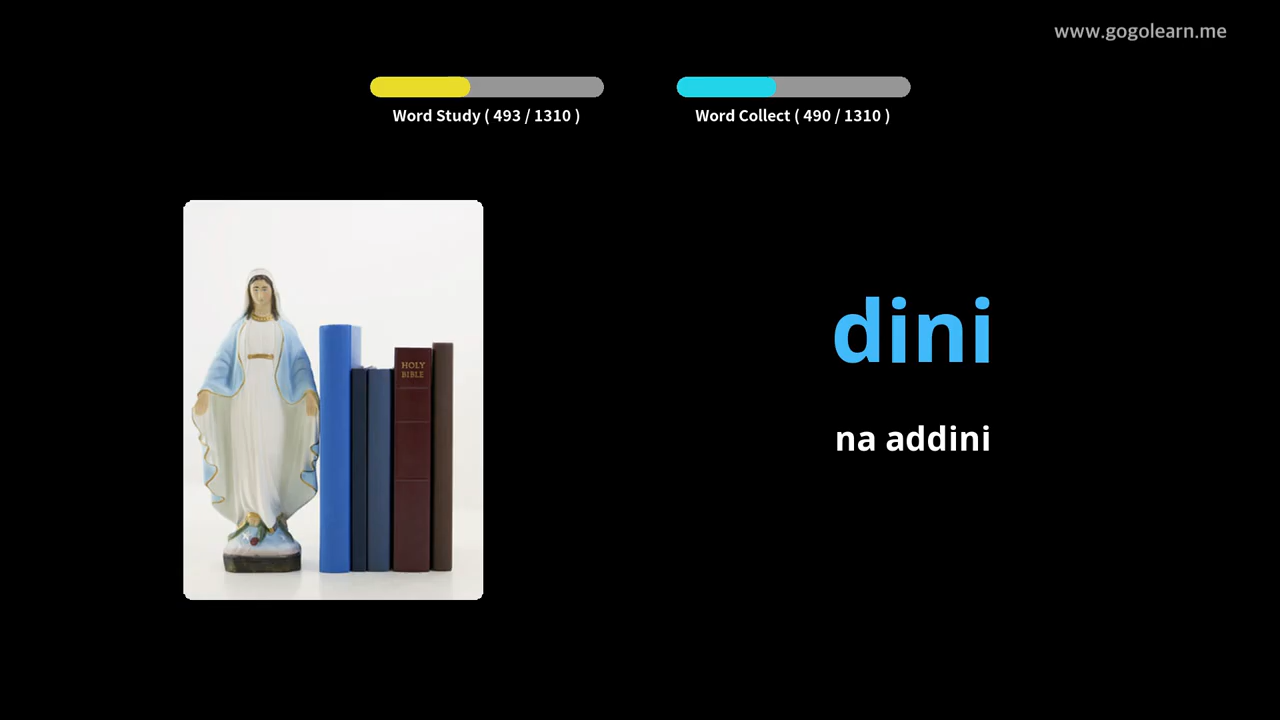 www.gogolearn.me
Word Study ( 493 / 1310 )
Word Collect ( 490 / 1310 )
HOLY
BIBLE
dini
na addini